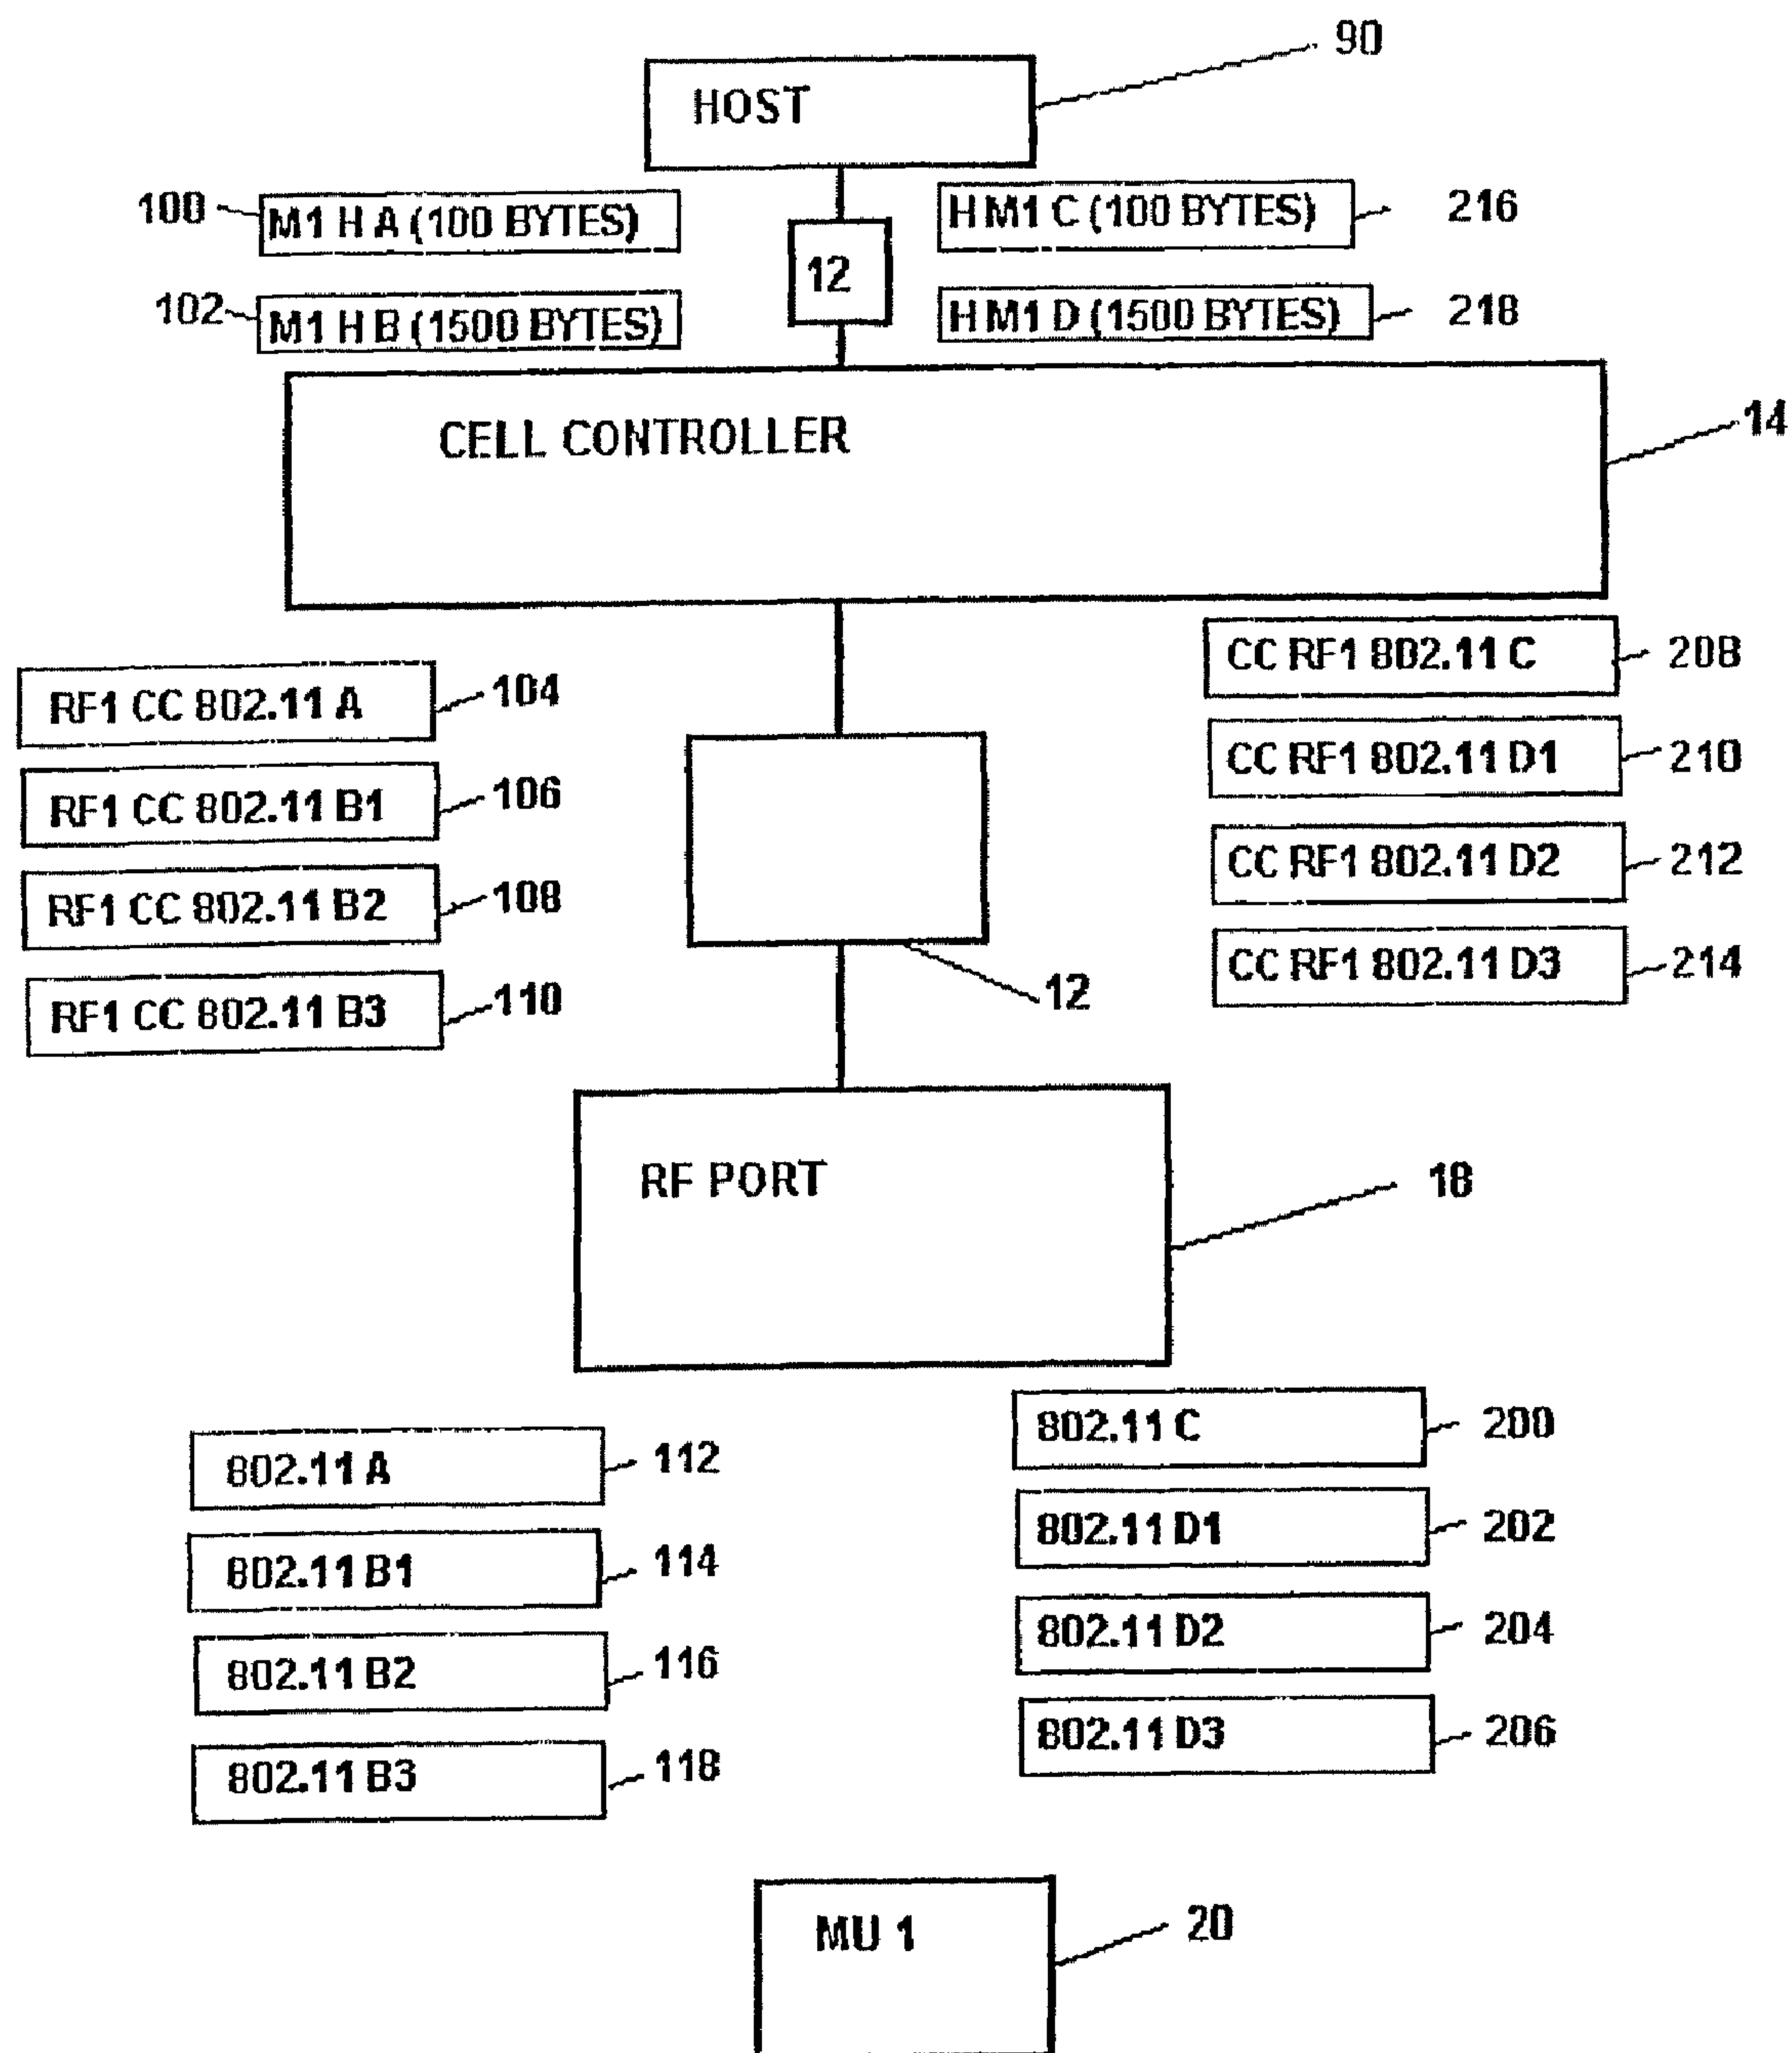 90
HOST
100
M1 H A (100 BYTES)
H M1 C (100 BYTES)
216
12
102
M1 H B (1500 BYTES)
H M1 D (1500 BYTES)
218
CELL CONTROLLER
14
CC RF1 802.11 C
208
RF1 CC 802.11 A
104
CC RF1 802.11 D1
210
RF1 CC 802.11 B1
106
CC RF1 802.11 D2
212
RF1 CC 802.11 B2
108
CC RF1 802.11 D3
214
RF1 CC 802.11 B3
110
12
RF PORT
18
802.11 C
200
802.11 A
112
802.11 D1
202
802.11 B1
114
802.11 D2
204
802.11 B2
116
802.11 D3
206
802.11 B3
118
MU 1
20